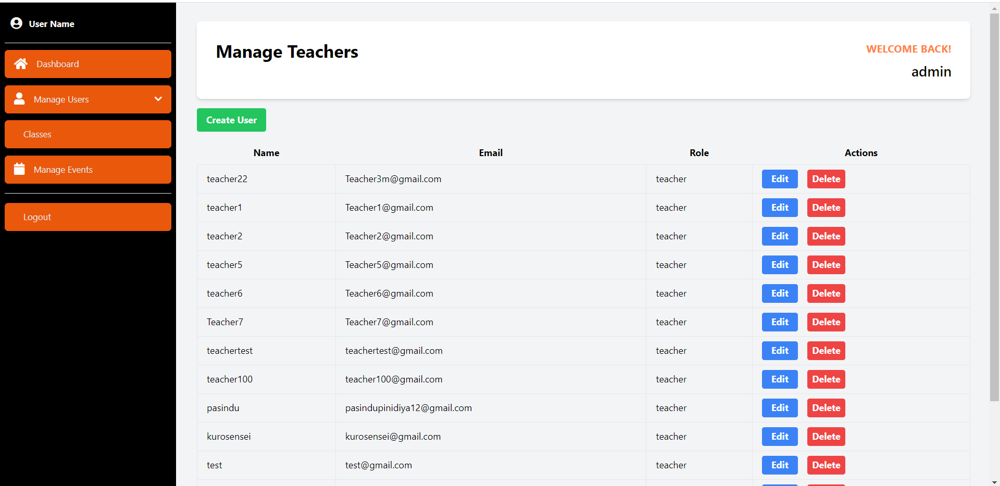 User Name
Dashboard
Manage Users
Classes
Manage Events
Logout
Manage Teachers
WELCOME BACK!
admin
Create User
Name Email Role Actions
teacher22 Teacher3m@gmail.com teacher Edit Delete
teacher1 Teacher1@gmail.com teacher Edit Delete
teacher2 Teacher2@gmail.com teacher Edit Delete
teacher5 Teacher5@gmail.com teacher Edit Delete
teacher6 Teacher6@gmail.com teacher Edit Delete
Teacher7 Teacher7@gmail.com teacher Edit Delete
teachertest teachertest@gmail.com teacher Edit Delete
teacher100 teacher100@gmail.com teacher Edit Delete
pasindu pasindupinidiya12@gmail.com teacher Edit Delete
kurosensei kurosensei@gmail.com teacher Edit Delete
test test@gmail.com teacher Edit Delete